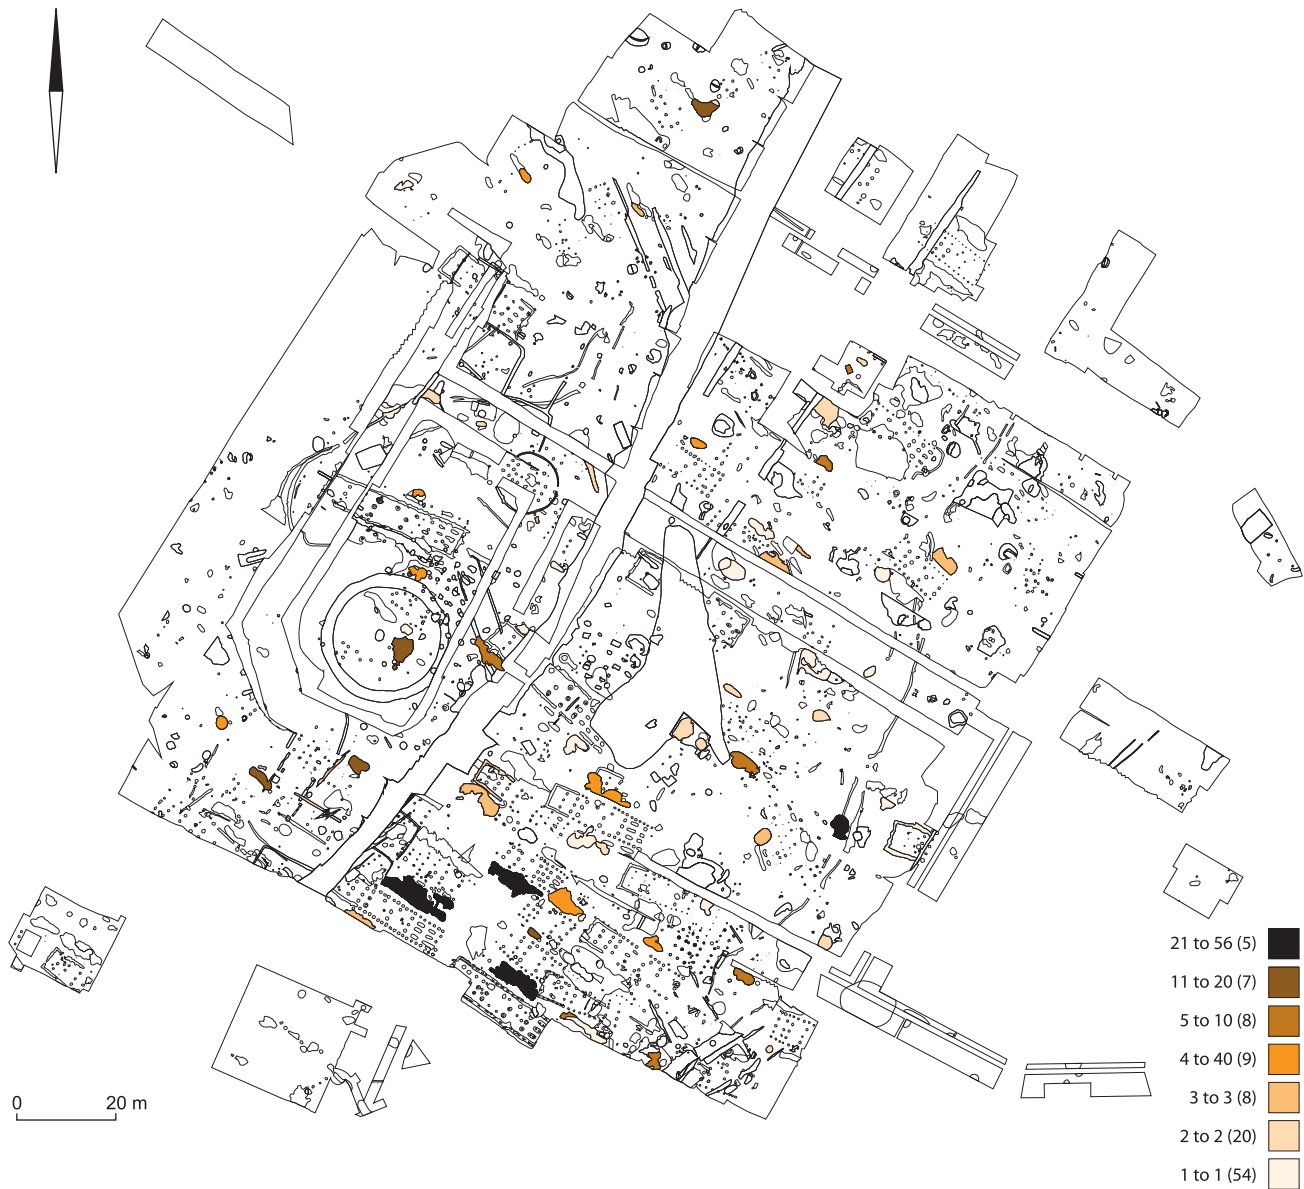 21 to 56 (5)
11 to 20 (7)
5 to 10 (8)
4 to 40 (9)
3 to 3 (8)
2 to 2 (20)
1 to 1 (54)
0 20 m